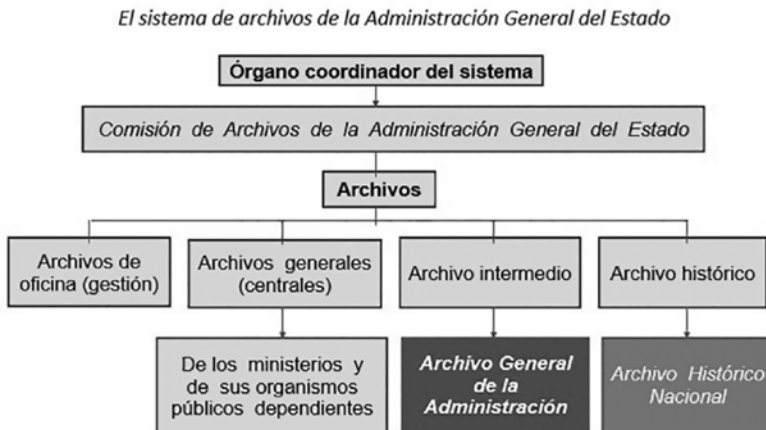 El sistema de archivos de la Administración General del Estado
Órgano coordinador del sistema
Comisión de Archivos de la Administración General del Estado
Archivos
Archivos de
oficina (gestión)
Archivos generales
(centrales)
Archivo intermedio
Archivo histórico
De los ministerios y
de sus organismos
públicos dependientes
Archivo General
de la
Administración
Archivo Histórico
Nacional